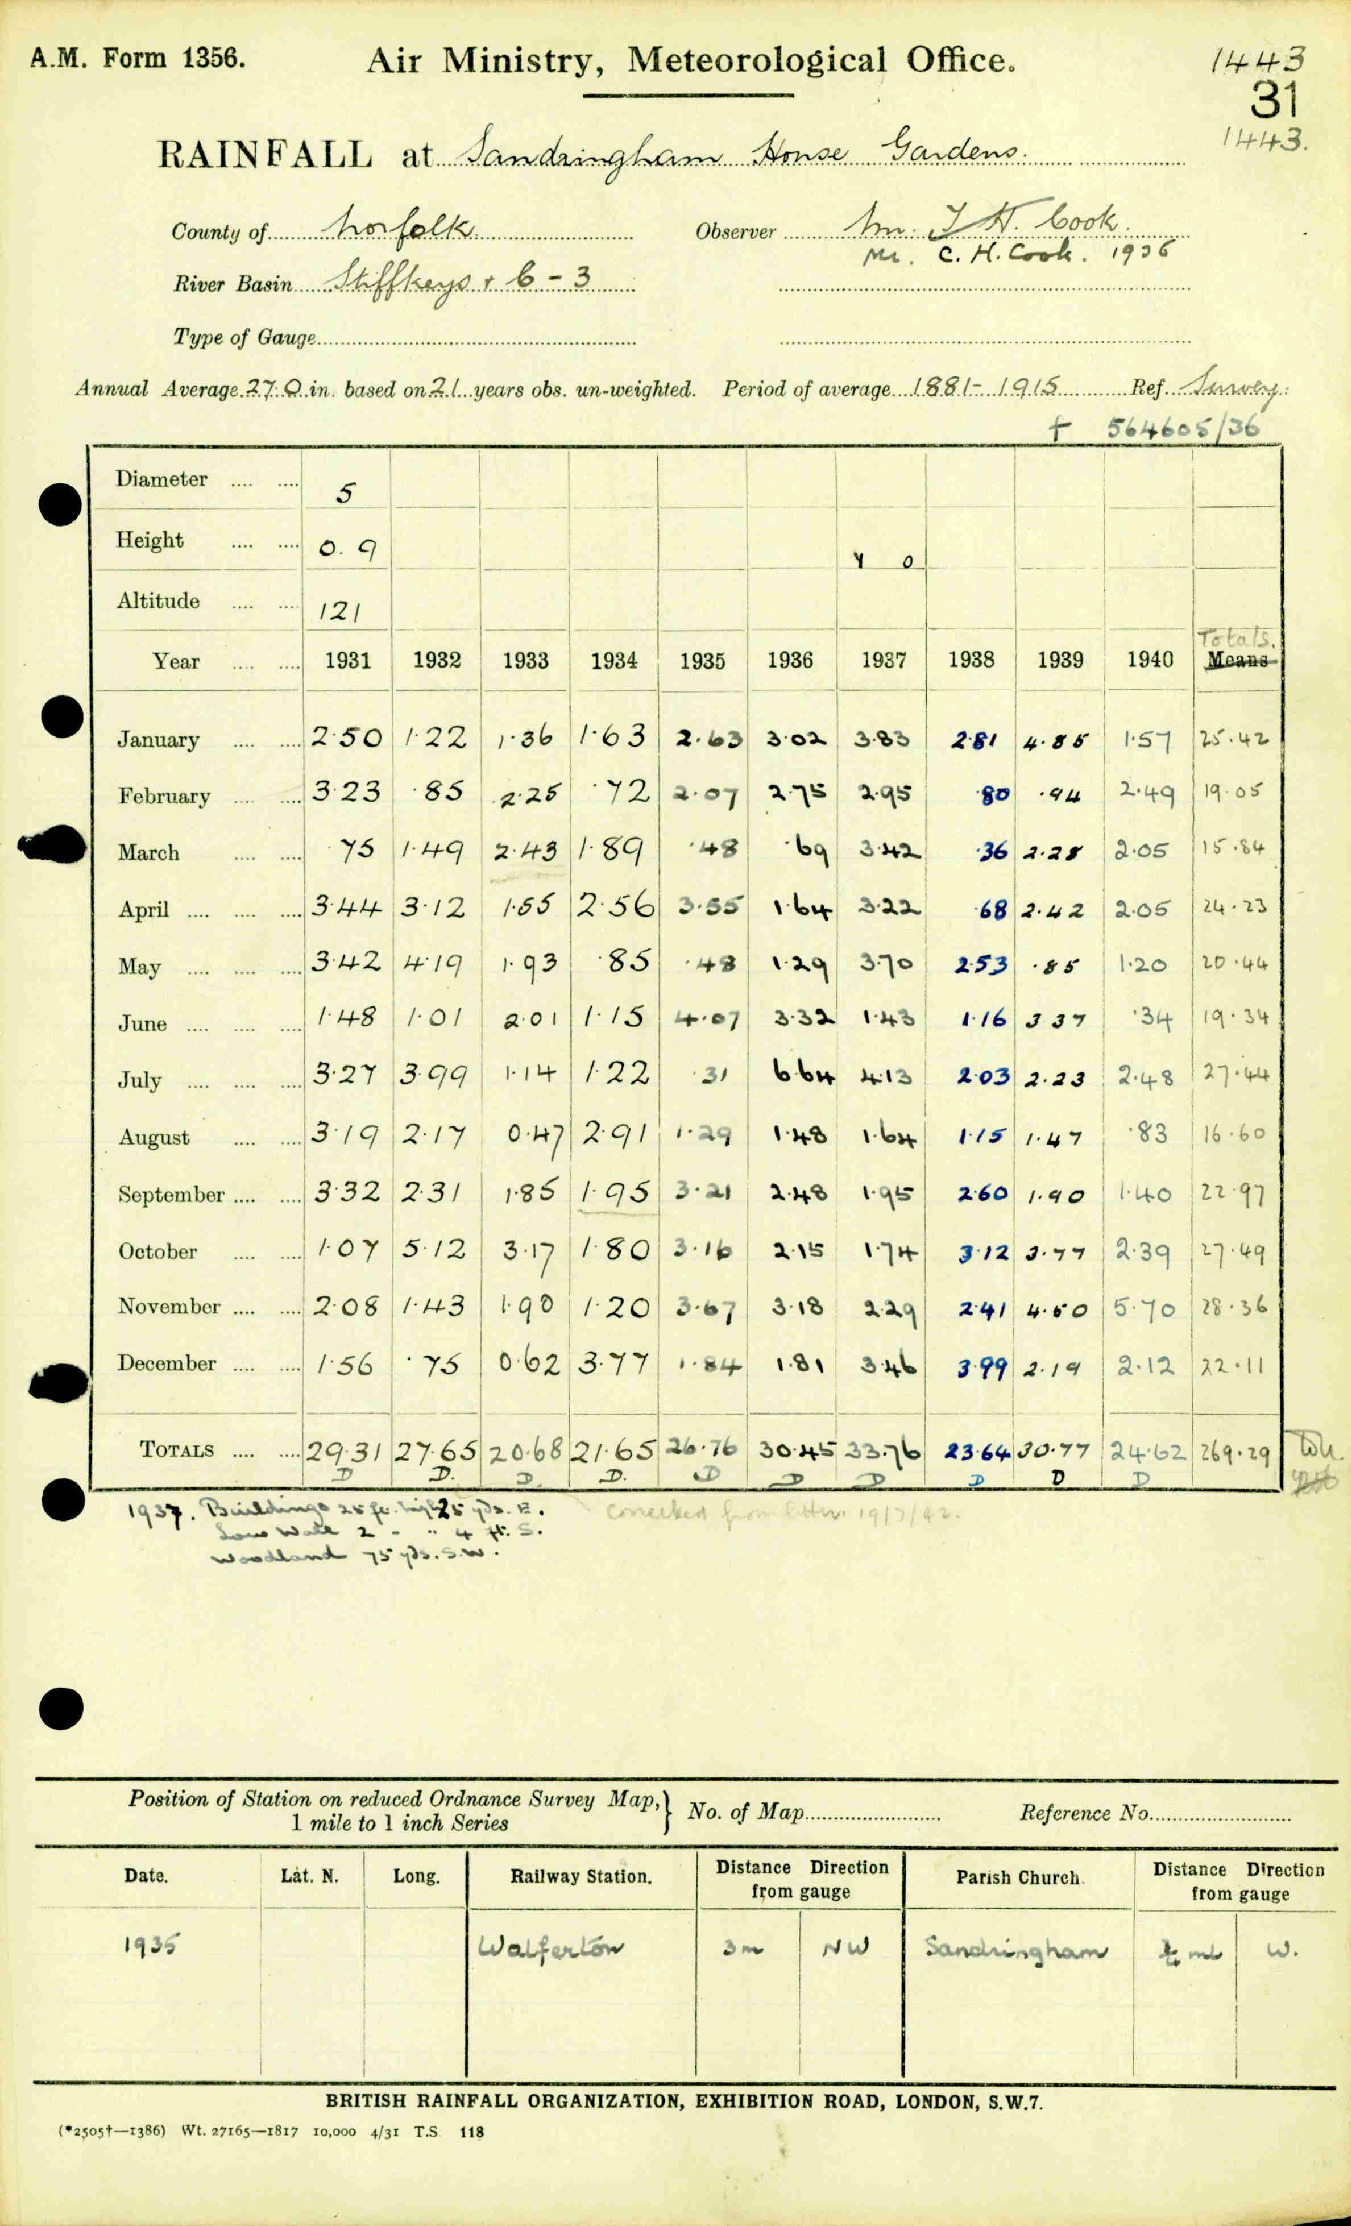 A.M. Form 1356. Air Ministry, Meteorological Office. 1443
31
1443.
RAINFALL at Sandringham House Gardens.
County of Norfolk. Observer Mr. T H. Cook.
Mr. C. H. Cook. 1936
River Basin Stiffkey + C - 3
Type of Gauge
Annual Average 27.0 in. based on 21 years obs. un-weighted. Period of average 1881-1915 Ref. Survey.
+ 564605/36
Diameter 5
Height 0.9
Altitude 121
Totals.
Year 1931 1932 1933 1934 1935 1936 1937 1938 1939 1940 Means
January 2.50 1.22 1.36 1.63 2.63 3.02 3.83 2.81 4.85 1.57 25.42
February 3.23 .85 2.25 .72 2.07 2.75 2.95 .80 .94 2.49 19.05
March .75 1.49 2.43 1.89 .48 .69 3.42 .36 2.28 2.05 15.84
April 3.44 3.12 1.55 2.56 3.55 1.64 3.22 .68 2.42 2.05 24.23
May 3.42 4.19 1.93 .85 .48 1.29 3.70 2.53 .85 1.20 20.44
June 1.48 1.01 2.01 1.15 4.07 3.32 1.43 1.16 3.37 .34 19.34
July 3.27 3.99 1.14 1.22 .31 6.64 4.13 2.03 2.23 2.48 27.44
August 3.19 2.17 0.47 2.91 1.29 1.48 1.64 1.15 1.47 .83 16.60
September 3.32 2.31 1.85 1.95 3.21 2.48 1.95 2.60 1.90 1.40 22.97
October 1.07 5.12 3.17 1.80 3.16 2.15 1.74 3.12 3.77 2.39 27.49
November 2.08 1.43 1.90 1.20 3.67 3.18 2.29 2.41 4.50 5.70 28.36
December 1.56 .75 0.62 3.77 1.84 1.81 3.46 3.99 2.19 2.12 22.11
TOTALS 29.31 27.65 20.68 21.65 26.76 30.45 33.76 23.64 30.77 24.62 269.29
D D. D. D. D D D D D D
1937. Buildings 25 ft. high 25 yds. E. Corrected from letter 19/7/42.
Low Wall 2 - " 4 ft. S.
Woodland 75 yds. S.W.
Position of Station on reduced Ordnance Survey Map, 1 mile to 1 inch Series } No. of Map Reference No.
Date. Lat. N. Long. Railway Station. Distance Direction from gauge Parish Church. Distance Direction from gauge
1935 Wolferton 3m NW Sandringham ¼ ml W.
BRITISH RAINFALL ORGANIZATION, EXHIBITION ROAD, LONDON, S.W.7.
(*2505†—1386) Wt. 27165—1817 10,000 4/31 T.S. 118